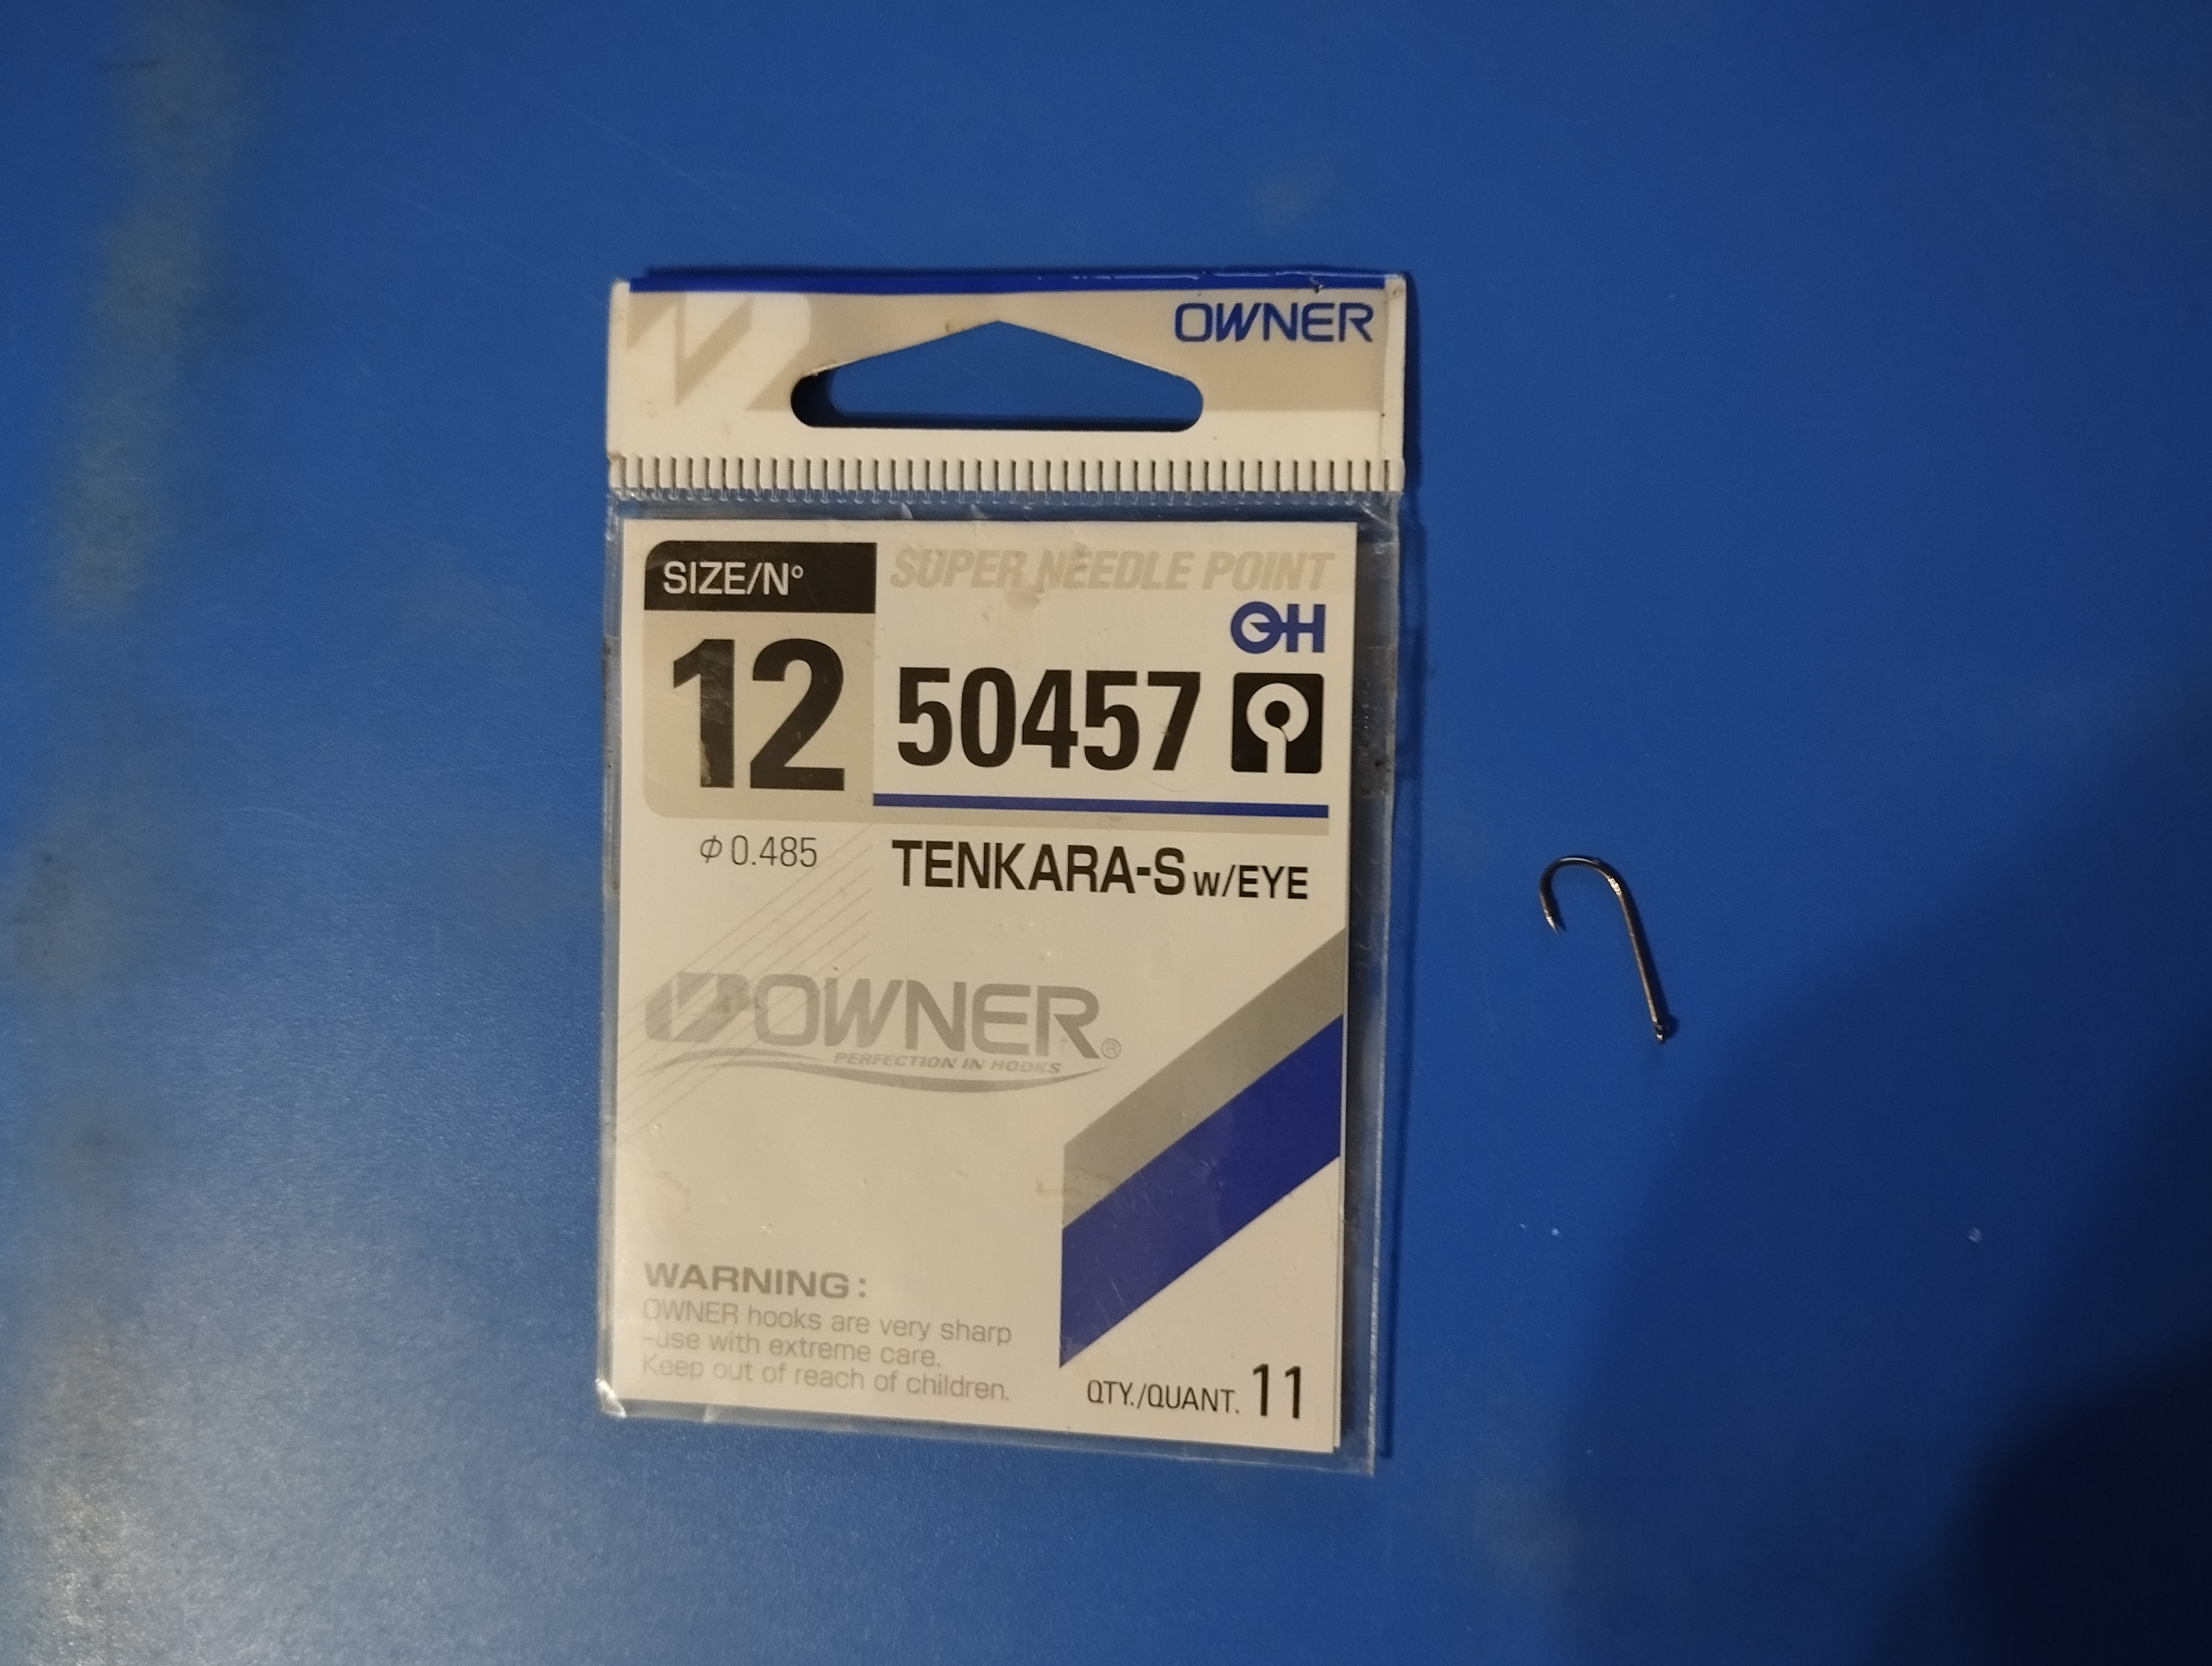 OWNER
SIZE/Nº
SUPER NEEDLE POINT
12
50457
ф 0.485
TENKARA-S w/EYE
OWNER®
PERFECTION IN HOOKS
WARNING:
OWNER hooks are very sharp
-use with extreme care.
Keep out of reach of children.
QTY./QUANT. 11